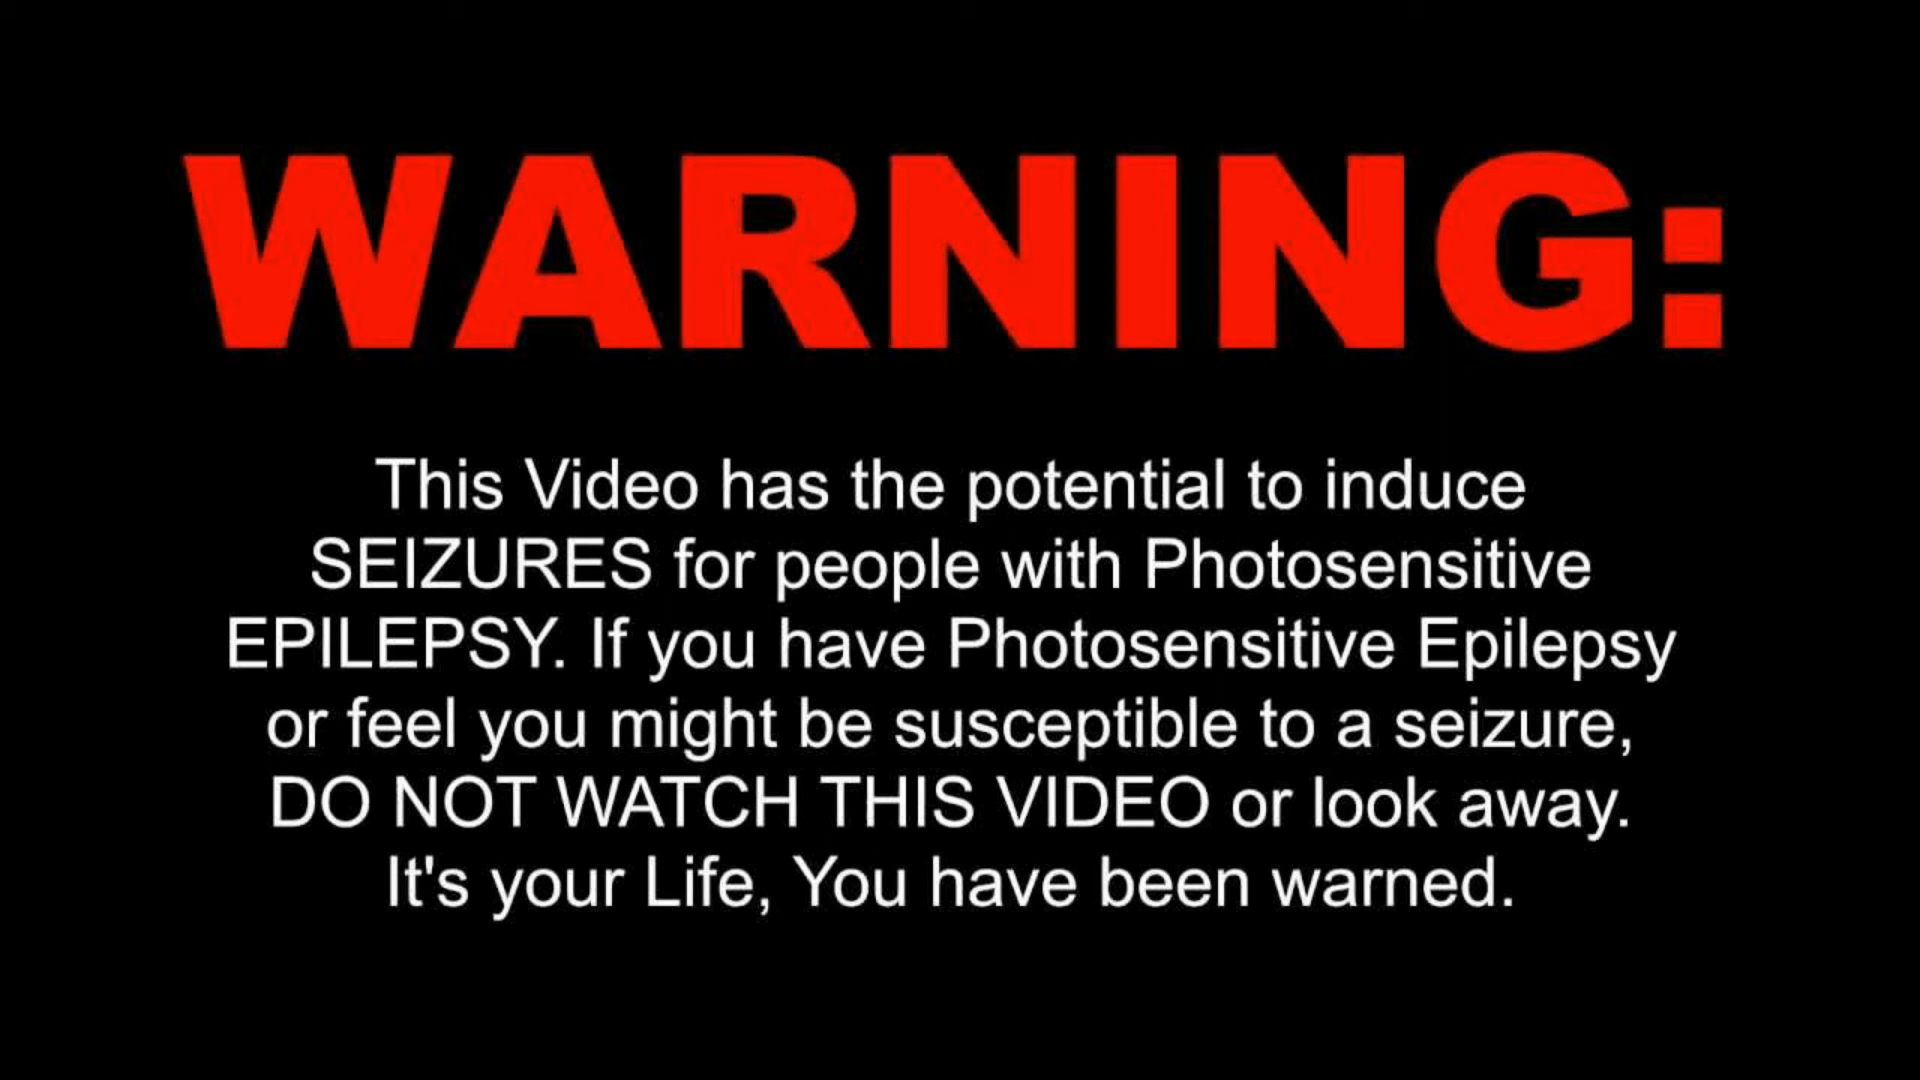 WARNING:
This Video has the potential to induce
SEIZURES for people with Photosensitive
EPILEPSY. If you have Photosensitive Epilepsy
or feel you might be susceptible to a seizure,
DO NOT WATCH THIS VIDEO or look away.
It's your Life, You have been warned.